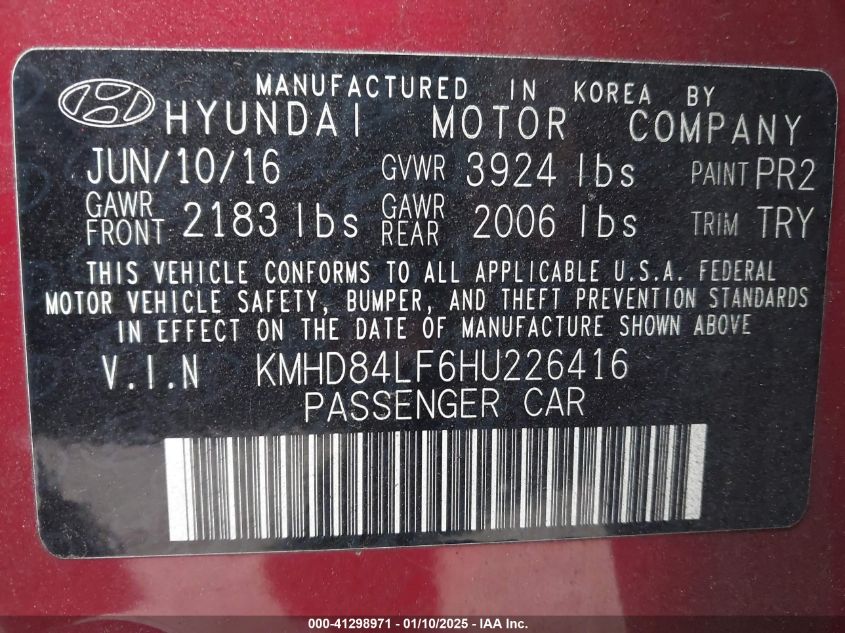 MANUFACTURED IN KOREA BY
HYUNDAI MOTOR COMPANY
JUN/10/16 GVWR 3924 lbs PAINT PR2
GAWR FRONT 2183 lbs GAWR REAR 2006 lbs TRIM TRY
THIS VEHICLE CONFORMS TO ALL APPLICABLE U.S.A. FEDERAL
MOTOR VEHICLE SAFETY, BUMPER, AND THEFT PREVENTION STANDARDS
IN EFFECT ON THE DATE OF MANUFACTURE SHOWN ABOVE
V.I.N KMHD84LF6HU226416
PASSENGER CAR
000-41298971 - 01/10/2025 - IAA Inc.